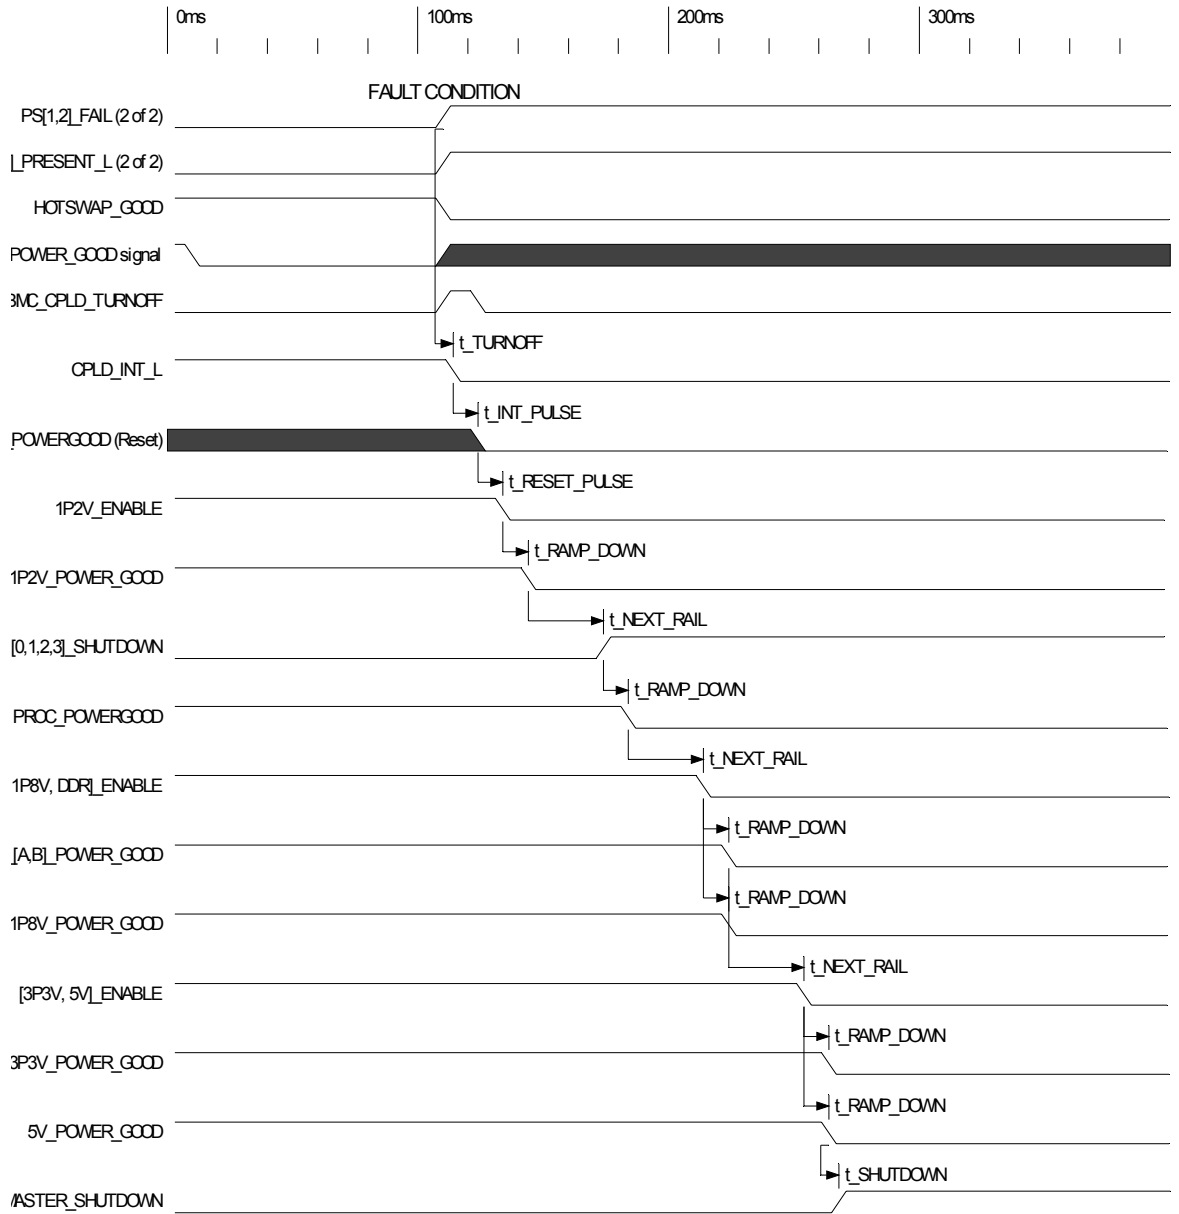 0ms 100ms 200ms 300ms
FAULT CONDITION
PS[1,2]_FAIL (2 of 2)
]_PRESENT_L (2 of 2)
HOTSWAP_GOOD
POWER_GOOD signal
BMC_CPLD_TURNOFF
t_TURNOFF
CPLD_INT_L
t_INT_PULSE
_POWERGOOD (Reset)
t_RESET_PULSE
1P2V_ENABLE
t_RAMP_DOWN
1P2V_POWER_GOOD
t_NEXT_RAIL
[0,1,2,3]_SHUTDOWN
t_RAMP_DOWN
PROC_POWERGOOD
t_NEXT_RAIL
1P8V, DDR]_ENABLE
t_RAMP_DOWN
_[A,B]_POWER_GOOD
t_RAMP_DOWN
1P8V_POWER_GOOD
t_NEXT_RAIL
[3P3V, 5V]_ENABLE
t_RAMP_DOWN
3P3V_POWER_GOOD
t_RAMP_DOWN
5V_POWER_GOOD
t_SHUTDOWN
MASTER_SHUTDOWN